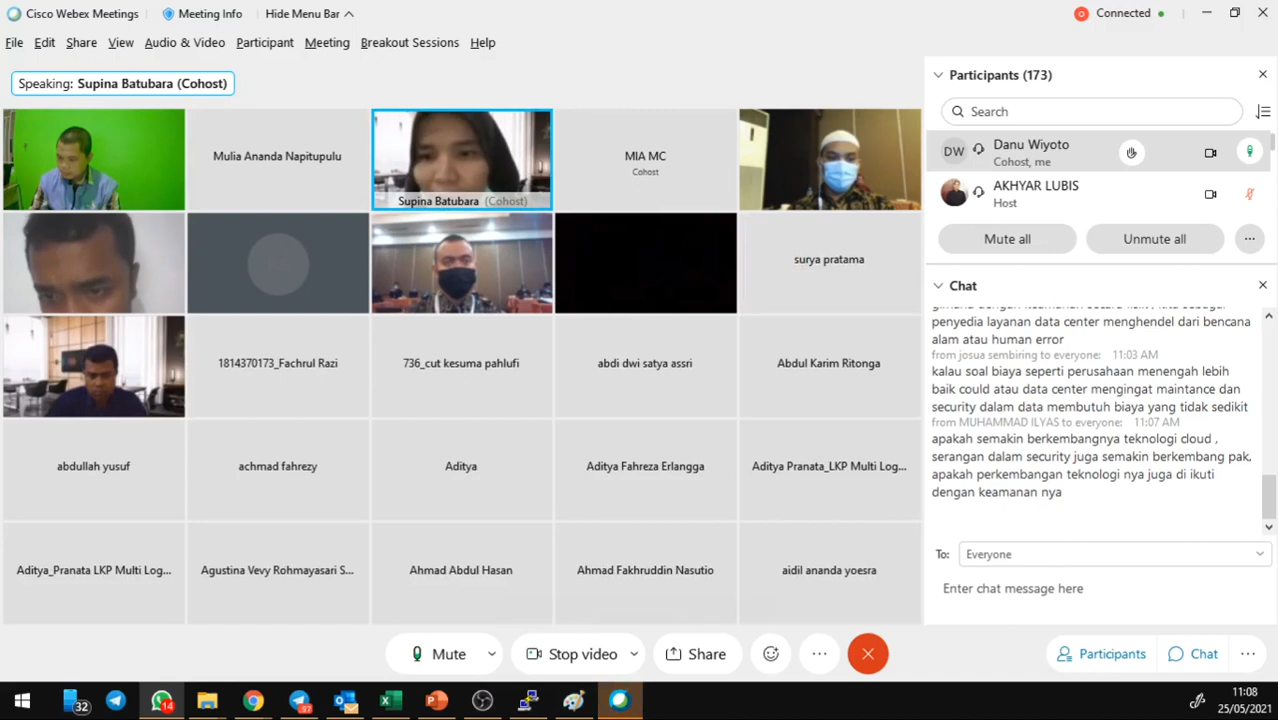 Cisco Webex Meetings
Meeting Info
Hide Menu Bar
Connected
File Edit Share View Audio & Video Participant Meeting Breakout Sessions Help
Speaking: Supina Batubara (Cohost)
Mulia Ananda Napitupulu
Supina Batubara (Cohost)
MIA MC
Cohost
surya pratama
1814370173_Fachrul Razi
736_cut kesuma pahlufi
abdi dwi satya assri
Abdul Karim Ritonga
abdullah yusuf
achmad fahrezy
Aditya
Aditya Fahreza Erlangga
Aditya Pranata_LKP Multi Log...
Aditya_Pranata LKP Multi Log...
Agustina Vevy Rohmayasari S...
Ahmad Abdul Hasan
Ahmad Fakhruddin Nasutio
aidil ananda yoesra
Participants (173)
Search
DW
Danu Wiyoto
Cohost, me
AKHYAR LUBIS
Host
Mute all
Unmute all
Chat
penyedia layanan data center menghendel dari bencana
alam atau human error
from josua sembiring to everyone: 11:03 AM
kalau soal biaya seperti perusahaan menengah lebih
baik could atau data center mengingat maintance dan
security dalam data membutuh biaya yang tidak sedikit
from MUHAMMAD ILYAS to everyone: 11:07 AM
apakah semakin berkembangnya teknologi cloud ,
serangan dalam security juga semakin berkembang pak,
apakah perkembangan teknologi nya juga di ikuti
dengan keamanan nya
To: Everyone
Enter chat message here
Mute
Stop video
Share
Participants
Chat
32
14
11:08
25/05/2021